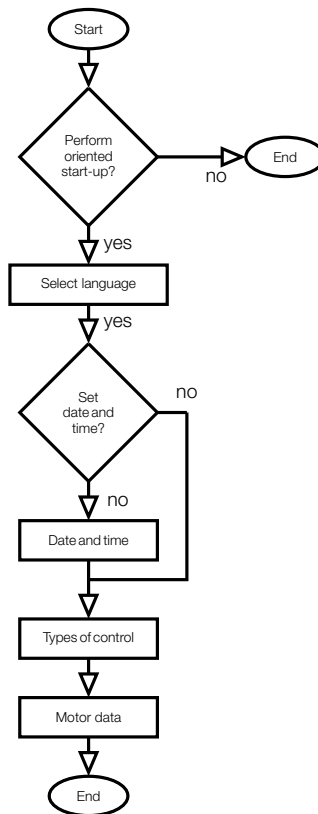 Start
Perform
oriented
start-up?
End
no
yes
Select language
yes
Set
date and
time?
no
no
Date and time
Types of control
Motor data
End